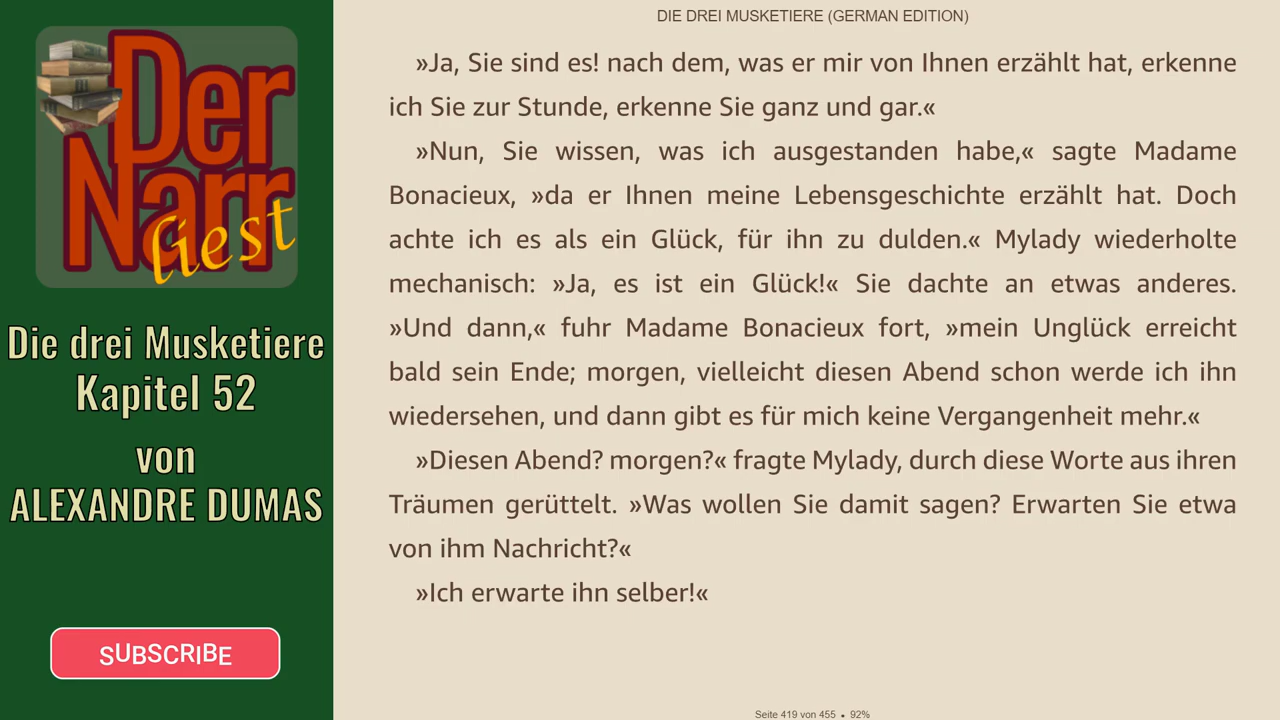 Der
Narr
liest
Die drei Musketiere
Kapitel 52
von
ALEXANDRE DUMAS
SUBSCRIBE
DIE DREI MUSKETIERE (GERMAN EDITION)
»Ja, Sie sind es! nach dem, was er mir von Ihnen erzählt hat, erkenne
ich Sie zur Stunde, erkenne Sie ganz und gar.«
»Nun, Sie wissen, was ich ausgestanden habe,« sagte Madame
Bonacieux, »da er Ihnen meine Lebensgeschichte erzählt hat. Doch
achte ich es als ein Glück, für ihn zu dulden.« Mylady wiederholte
mechanisch: »Ja, es ist ein Glück!« Sie dachte an etwas anderes.
»Und dann,« fuhr Madame Bonacieux fort, »mein Unglück erreicht
bald sein Ende; morgen, vielleicht diesen Abend schon werde ich ihn
wiedersehen, und dann gibt es für mich keine Vergangenheit mehr.«
»Diesen Abend? morgen?« fragte Mylady, durch diese Worte aus ihren
Träumen gerüttelt. »Was wollen Sie damit sagen? Erwarten Sie etwa
von ihm Nachricht?«
»Ich erwarte ihn selber!«
Seite 419 von 455 • 92%